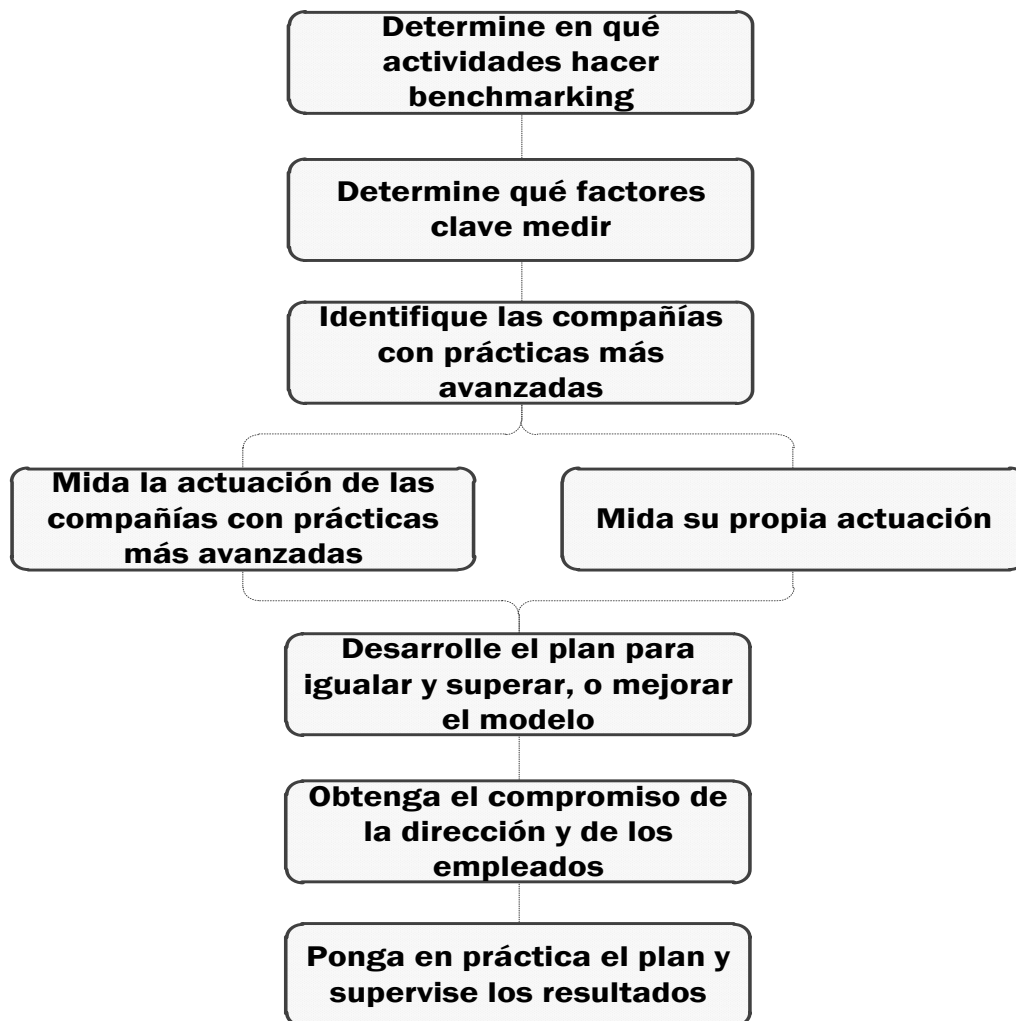 Determine en qué
actividades hacer
benchmarking
Determine qué factores
clave medir
Identifique las compañías
con prácticas más
avanzadas
Mida la actuación de las
compañías con prácticas
más avanzadas
Mida su propia actuación
Desarrolle el plan para
igualar y superar, o mejorar
el modelo
Obtenga el compromiso de
la dirección y de los
empleados
Ponga en práctica el plan y
supervise los resultados